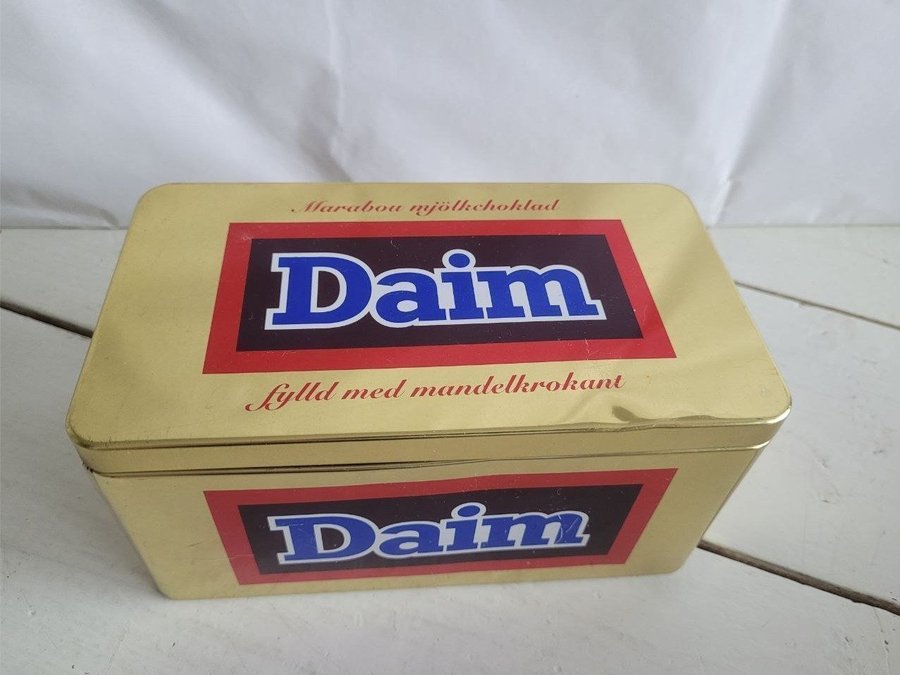 Marabou mjölkchoklad
Daim
fylld med mandelkrokant
Daim